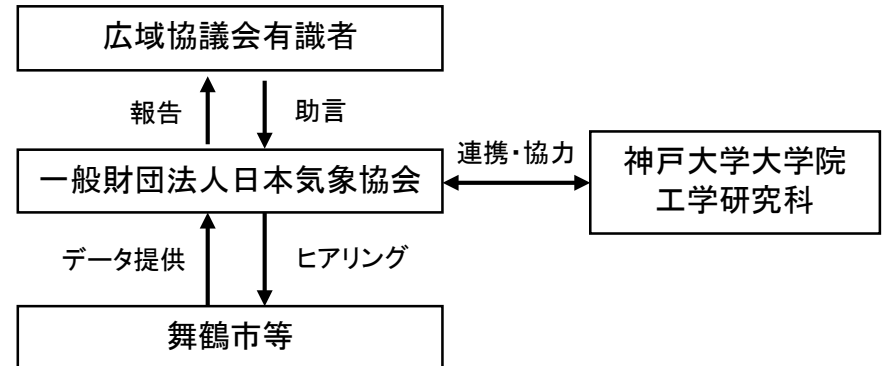 広域協議会有識者
報告
助言
一般財団法人日本気象協会
連携・協力
神戸大学大学院
工学研究科
データ提供
ヒアリング
舞鶴市等